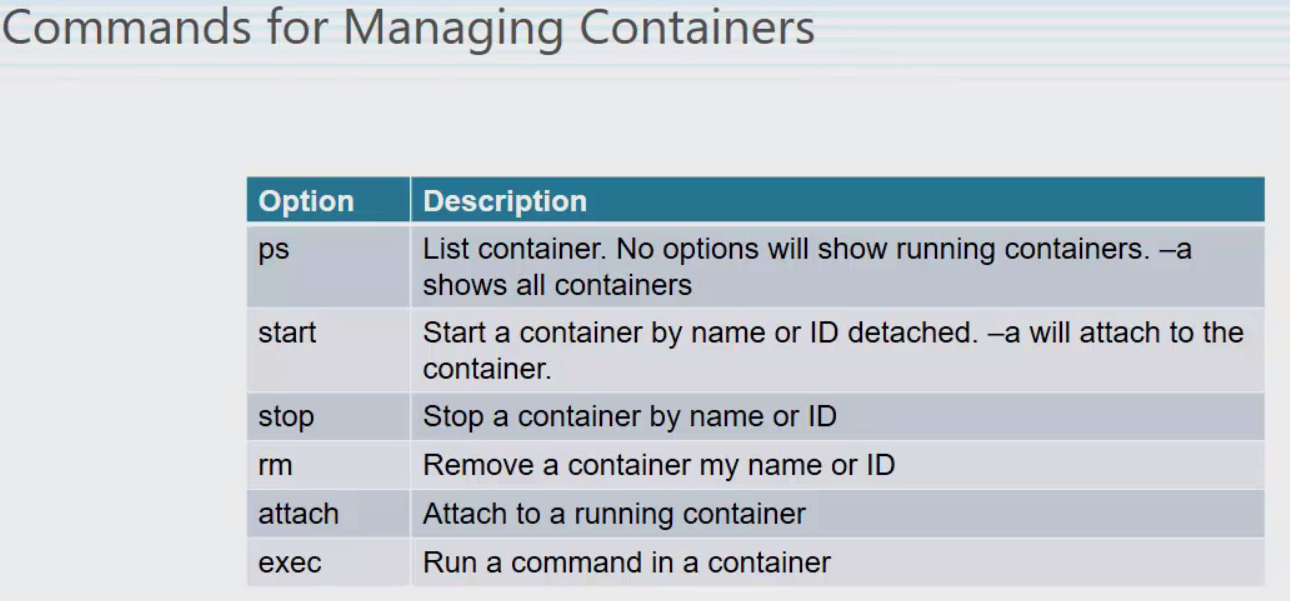 Commands for Managing Containers
Option Description
ps List container. No options will show running containers. –a
shows all containers
start Start a container by name or ID detached. –a will attach to the
container.
stop Stop a container by name or ID
rm Remove a container my name or ID
attach Attach to a running container
exec Run a command in a container